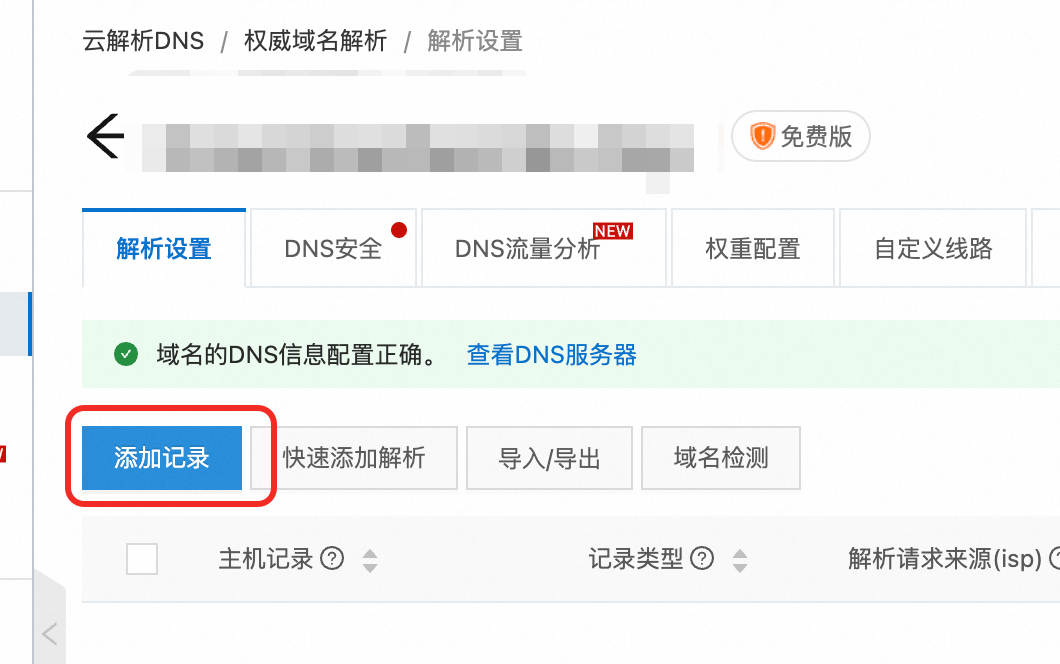 云解析DNS / 权威域名解析 / 解析设置
免费版
解析设置 DNS安全 DNS流量分析 NEW 权重配置 自定义线路
域名的DNS信息配置正确。 查看DNS服务器
添加记录 快速添加解析 导入/导出 域名检测
主机记录 ? 记录类型 ? 解析请求来源(isp) ?